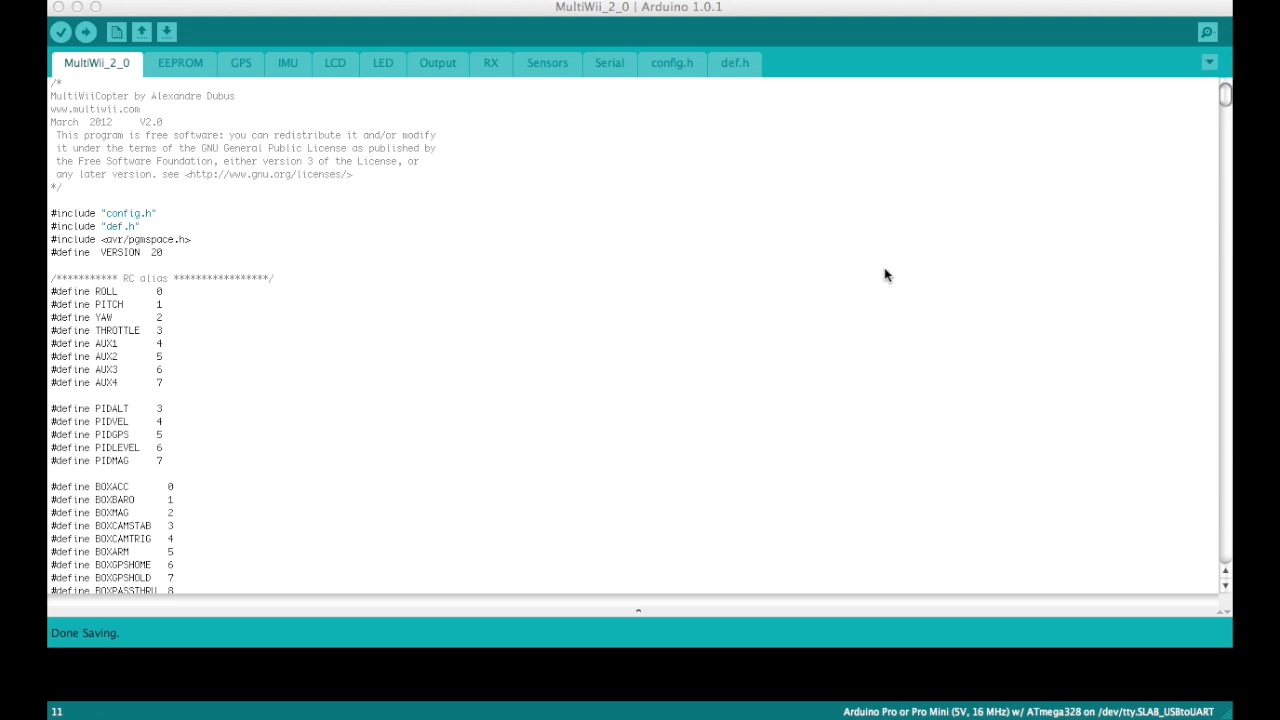 MultiWii_2_0 | Arduino 1.0.1
MultiWii_2_0 EEPROM GPS IMU LCD LED Output RX Sensors Serial config.h def.h
/*
MultiWiiCopter by Alexandre Dubus
www.multiwii.com
March  2012     V2.0
 This program is free software: you can redistribute it and/or modify
 it under the terms of the GNU General Public License as published by
 the Free Software Foundation, either version 3 of the License, or
 any later version. see <http://www.gnu.org/licenses/>
*/
#include "config.h"
#include "def.h"
#include <avr/pgmspace.h>
#define  VERSION  20
/*********** RC alias *****************/
#define ROLL       0
#define PITCH      1
#define YAW        2
#define THROTTLE   3
#define AUX1       4
#define AUX2       5
#define AUX3       6
#define AUX4       7
#define PIDALT     3
#define PIDVEL     4
#define PIDGPS     5
#define PIDLEVEL   6
#define PIDMAG     7
#define BOXACC       0
#define BOXBARO      1
#define BOXMAG       2
#define BOXCAMSTAB   3
#define BOXCAMTRIG   4
#define BOXARM       5
#define BOXGPSHOME   6
#define BOXGPSHOLD   7
#define BOXPASSTHRU  8
Done Saving.
11
Arduino Pro or Pro Mini (5V, 16 MHz) w/ ATmega328 on /dev/tty.SLAB_USBtoUART